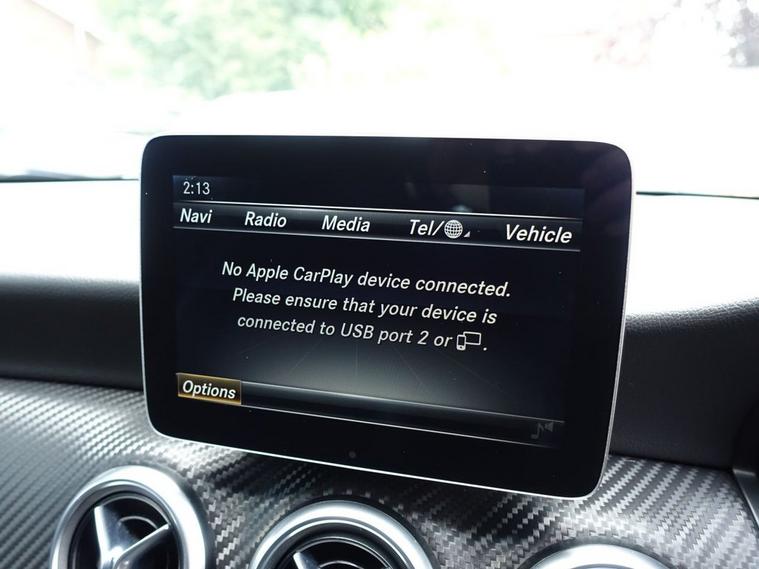 2:13
Navi Radio Media Tel/ Vehicle
No Apple CarPlay device connected.
Please ensure that your device is
connected to USB port 2 or .
Options